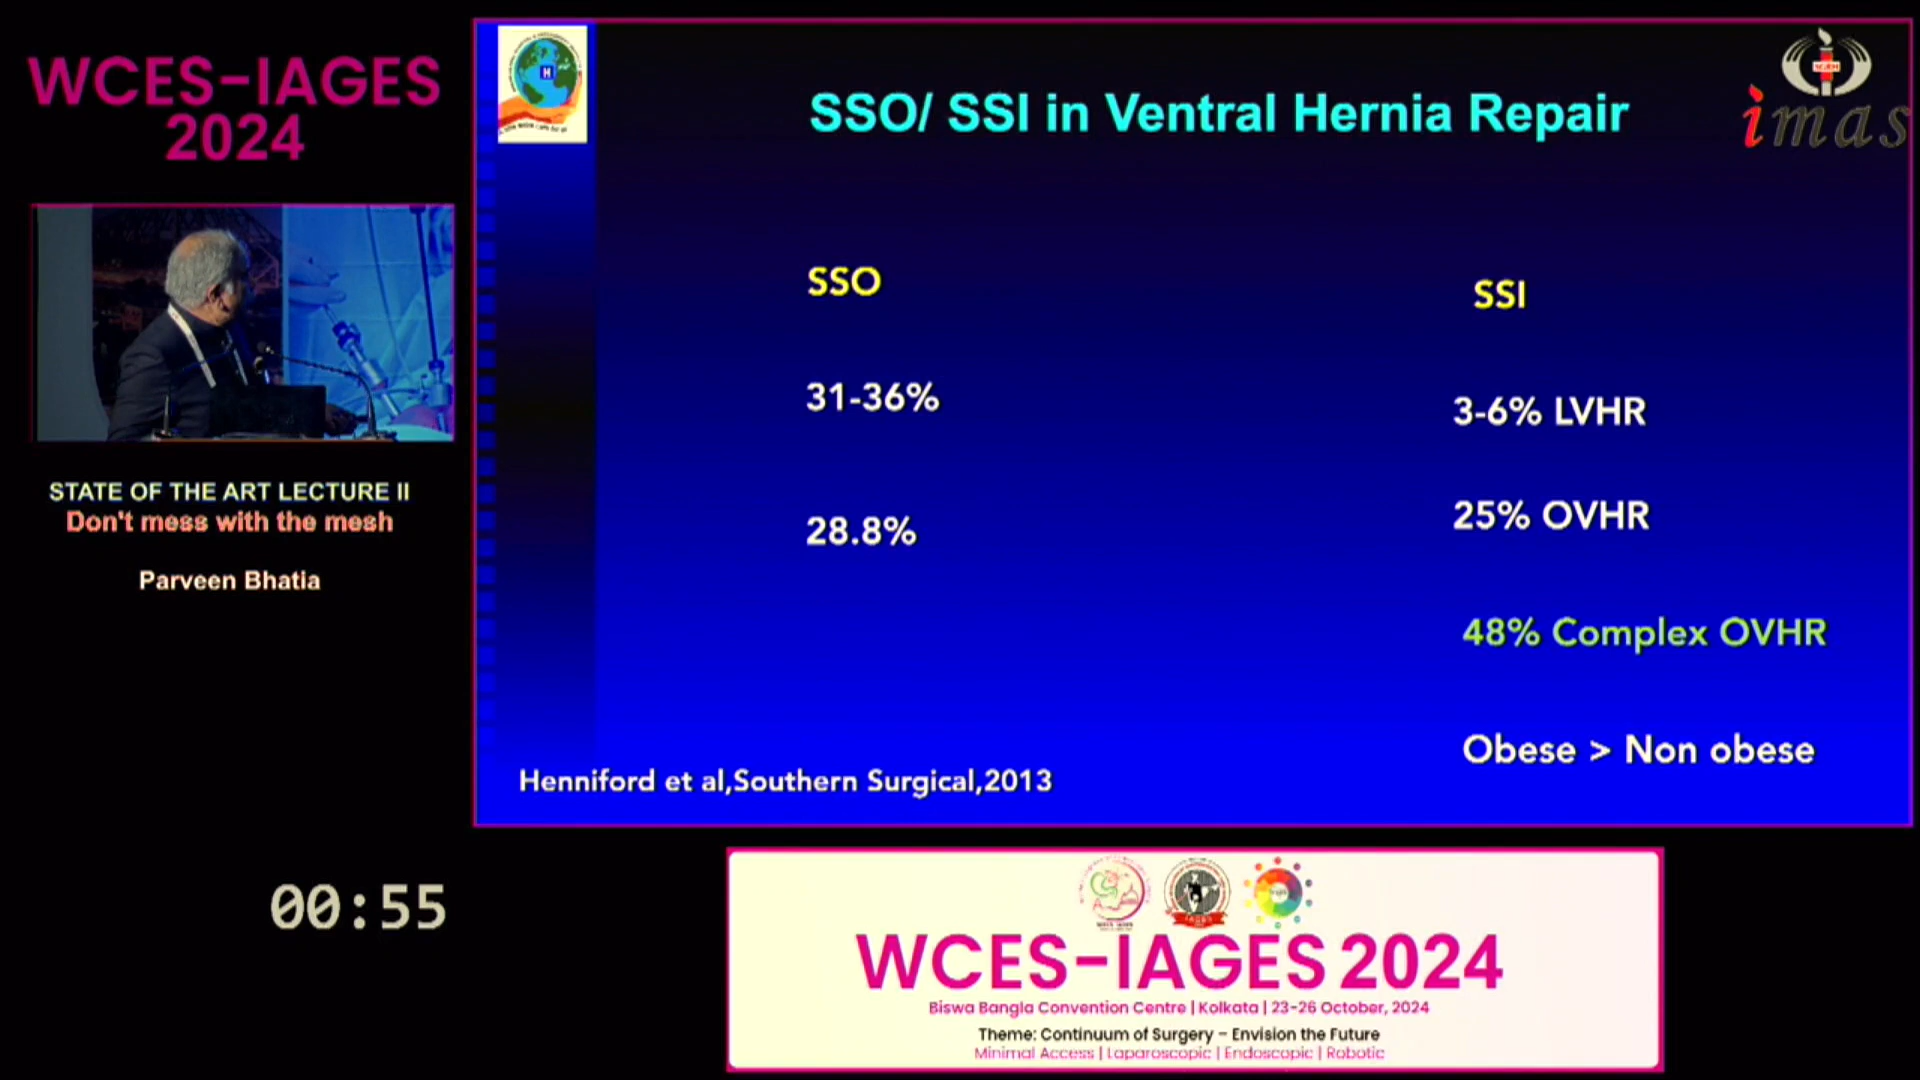 WCES-IAGES
2024
STATE OF THE ART LECTURE II
Don't mess with the mesh
Parveen Bhatia
00:55
H
SSO/ SSI in Ventral Hernia Repair
imas
SSO
31-36%
28.8%
SSI
3-6% LVHR
25% OVHR
48% Complex OVHR
Obese > Non obese
Henniford et al,Southern Surgical,2013
WCES-IAGES 2024
Biswa Bangla Convention Centre | Kolkata | 23-26 October, 2024
Theme: Continuum of Surgery – Envision the Future
Minimal Access | Laparoscopic | Endoscopic | Robotic